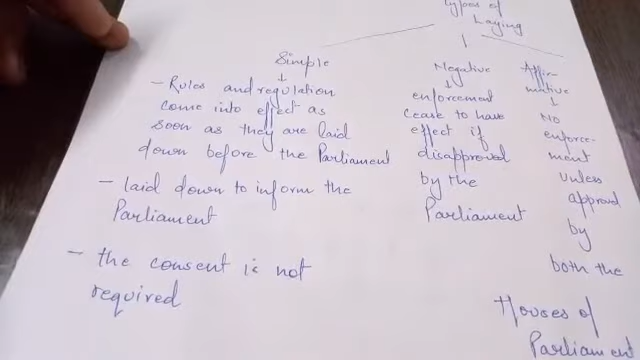 Types of
Laying
Simple
- Rules and regulation
come into effect as
soon as they are laid
down before the Parliament
- laid down to inform the
Parliament
- the consent is not
required
Negative
enforcement
cease to have
effect if
disapproved
by the
Parliament
Affir-
mative
NO
enforce-
ment
unless
approved
by
both the
Houses of
Parliament